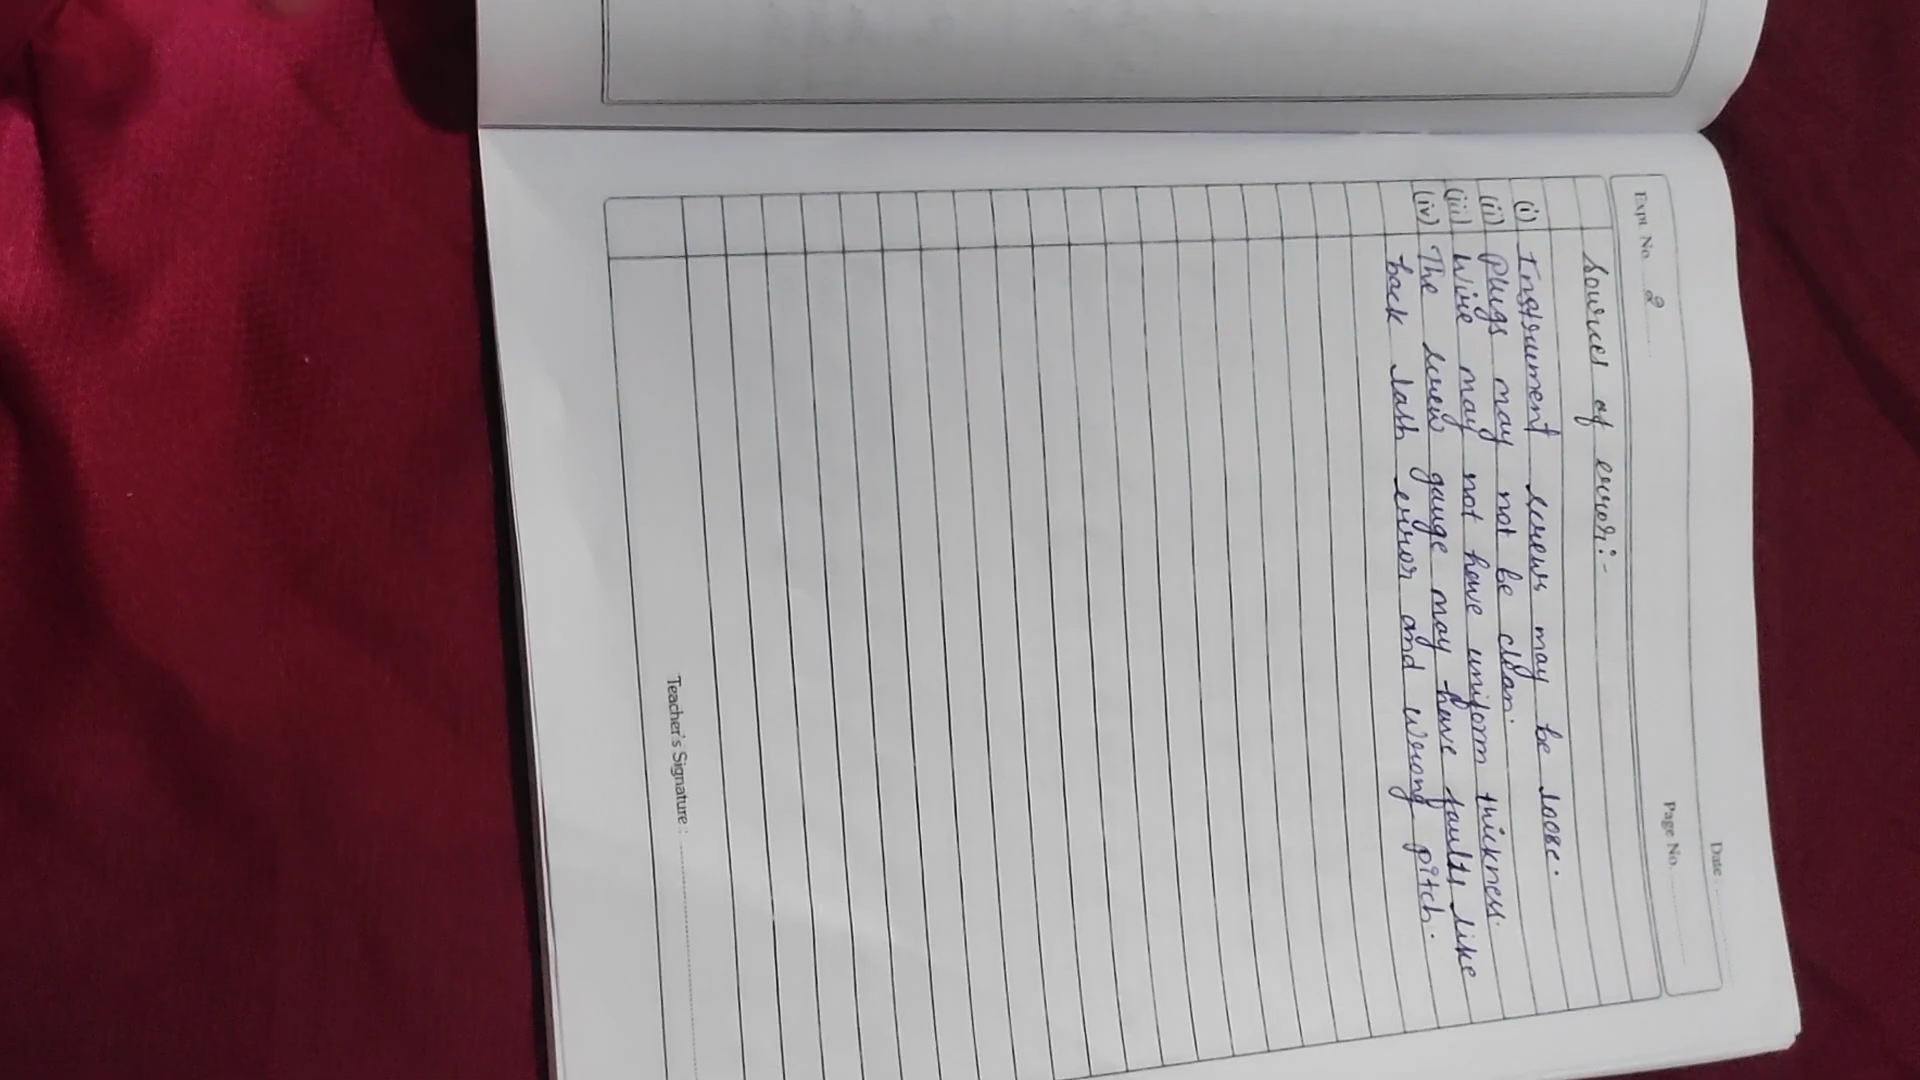 Date :
Expt. No. 2
Page No.
Sources of error:-
(i) Instrument screws may be loose.
(ii) Plugs may not be clean.
(iii) Wire may not have uniform thickness.
(iv) The screw gauge may have faults like
back lash error and wrong pitch.
Teacher's Signature :